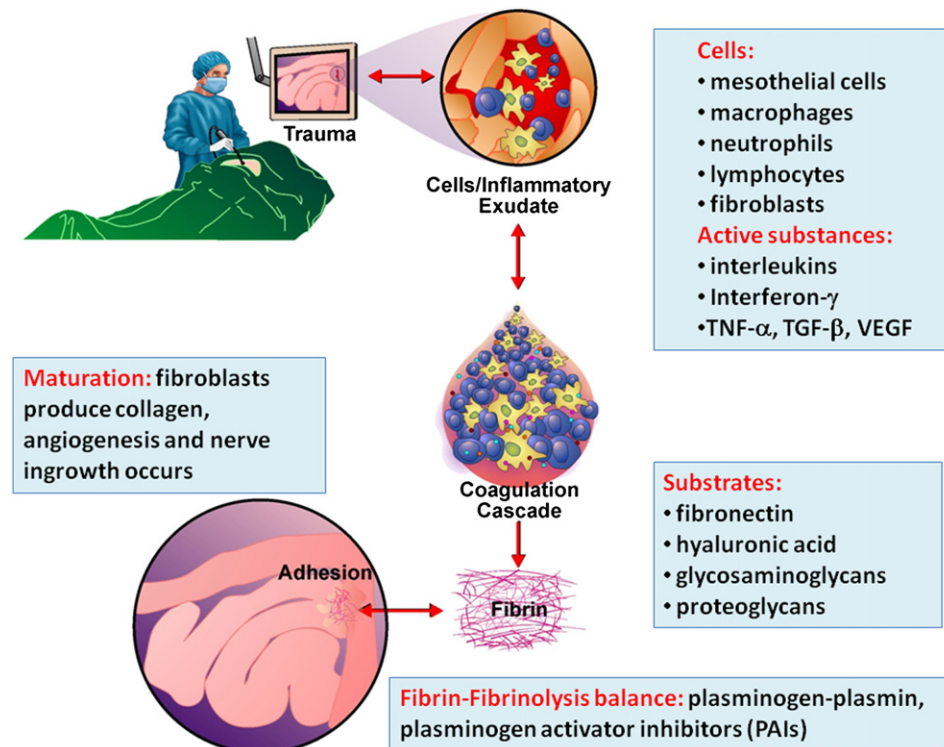 Trauma
Cells/Inflammatory
Exudate
Cells:
• mesothelial cells
• macrophages
• neutrophils
• lymphocytes
• fibroblasts
Active substances:
• interleukins
• Interferon-γ
•TNF-α, TGF-β, VEGF
Maturation: fibroblasts
produce collagen,
angiogenesis and nerve
ingrowth occurs
Coagulation
Cascade
Substrates:
• fibronectin
• hyaluronic acid
• glycosaminoglycans
• proteoglycans
Adhesion
Fibrin
Fibrin-Fibrinolysis balance: plasminogen-plasmin,
plasminogen activator inhibitors (PAIs)